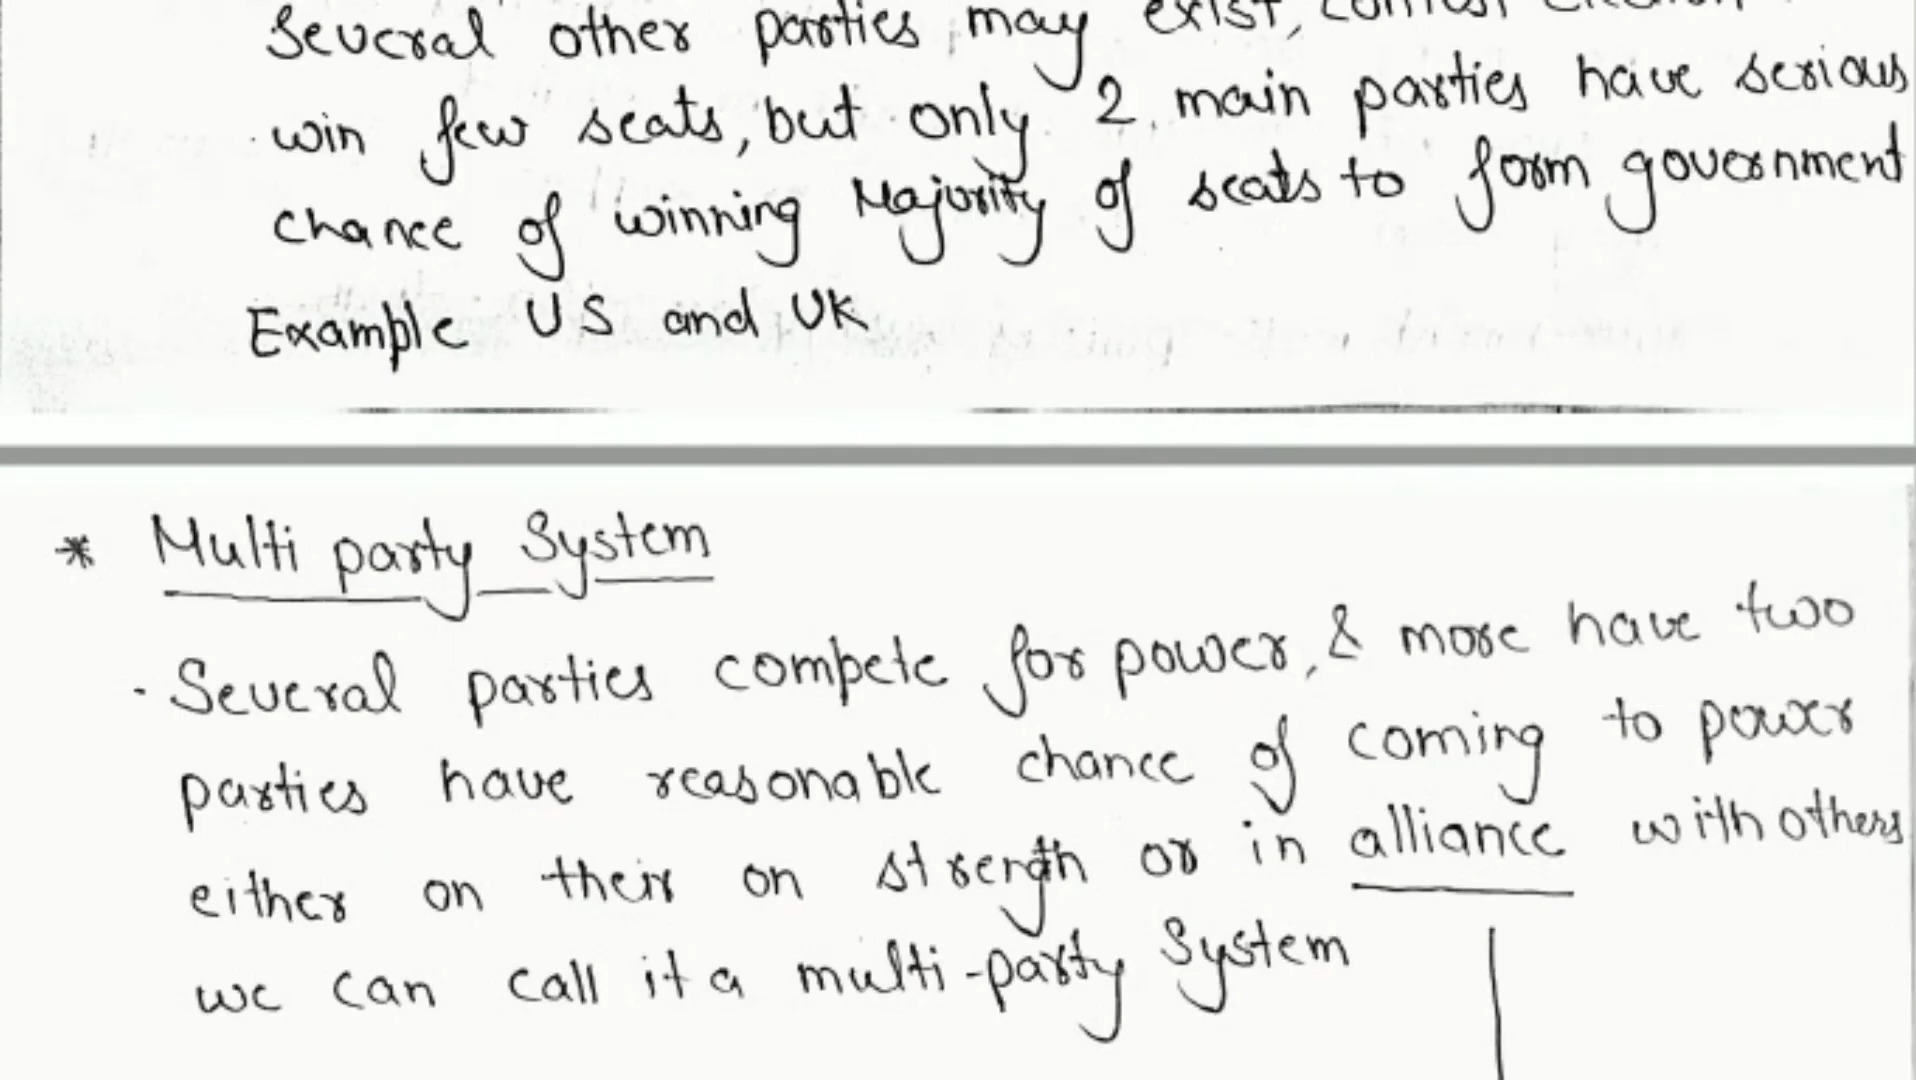 Several other parties, may exist,
win few seats, but only 2 main parties have serious
chance of winning Majority of seats to form government
Example US and UK
* Multi party System
. Several parties compete for power, & more have two
parties have reasonable chance of coming to power
either on their on strength or in alliance with others
we can call it a multi-party System